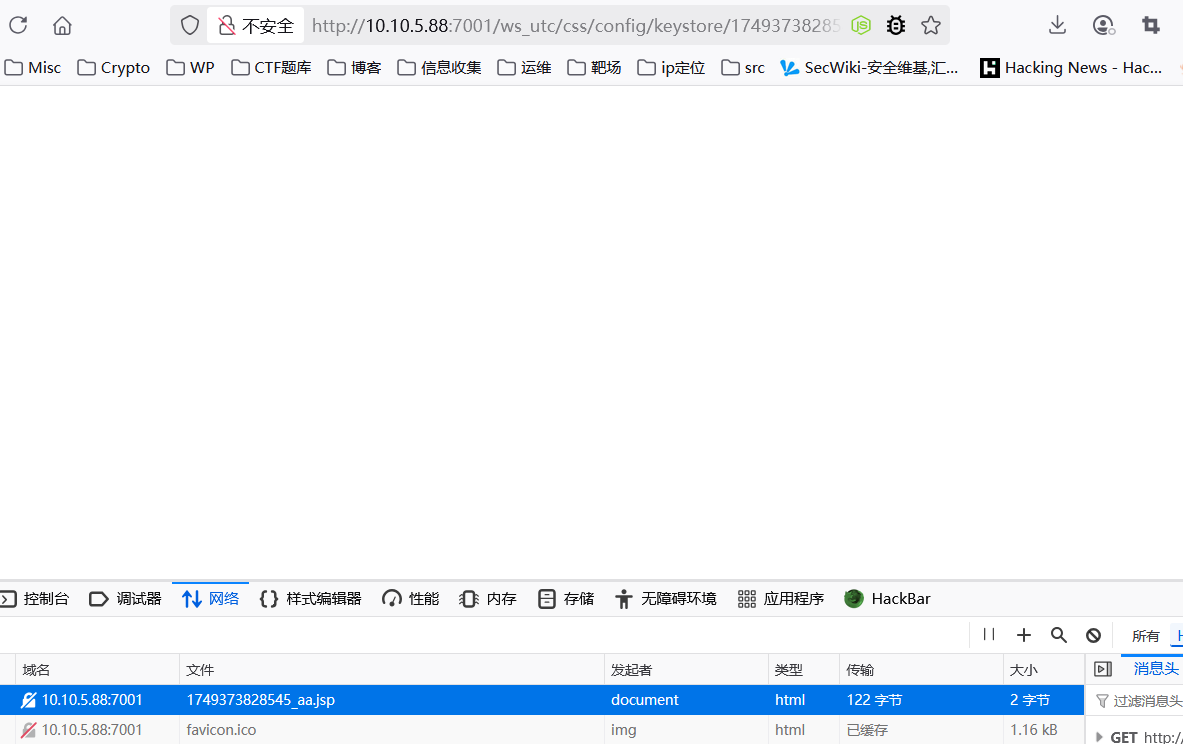 不安全 http://10.10.5.88:7001/ws_utc/css/config/keystore/17493738285
Misc Crypto WP CTF题库 博客 信息收集 运维 靶场 ip定位 src SecWiki-安全维基,汇... Hacking News - Hac...
控制台 调试器 网络 样式编辑器 性能 内存 存储 无障碍环境 应用程序 HackBar
所有 H
域名 文件 发起者 类型 传输 大小 消息头
10.10.5.88:7001 1749373828545_aa.jsp document html 122 字节 2 字节 过滤消息头
10.10.5.88:7001 favicon.ico img html 已缓存 1.16 kB GET http:/